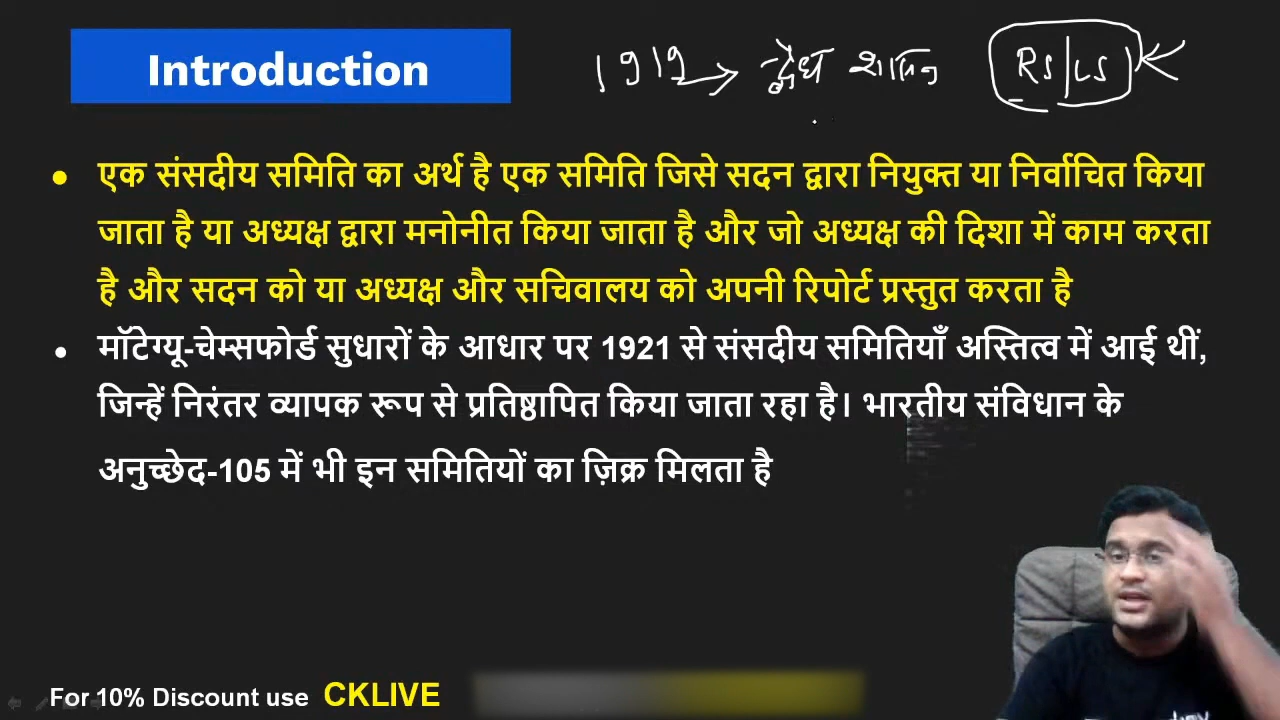 Introduction
1919 → द्वैध शासन RS|LS
एक संसदीय समिति का अर्थ है एक समिति जिसे सदन द्वारा नियुक्त या निर्वाचित किया
जाता है या अध्यक्ष द्वारा मनोनीत किया जाता है और जो अध्यक्ष की दिशा में काम करता
है और सदन को या अध्यक्ष और सचिवालय को अपनी रिपोर्ट प्रस्तुत करता है
मॉटेग्यू-चेम्सफोर्ड सुधारों के आधार पर 1921 से संसदीय समितियाँ अस्तित्व में आई थीं,
जिन्हें निरंतर व्यापक रूप से प्रतिष्ठापित किया जाता रहा है। भारतीय संविधान के
अनुच्छेद-105 में भी इन समितियों का ज़िक्र मिलता है
For 10% Discount use CKLIVE